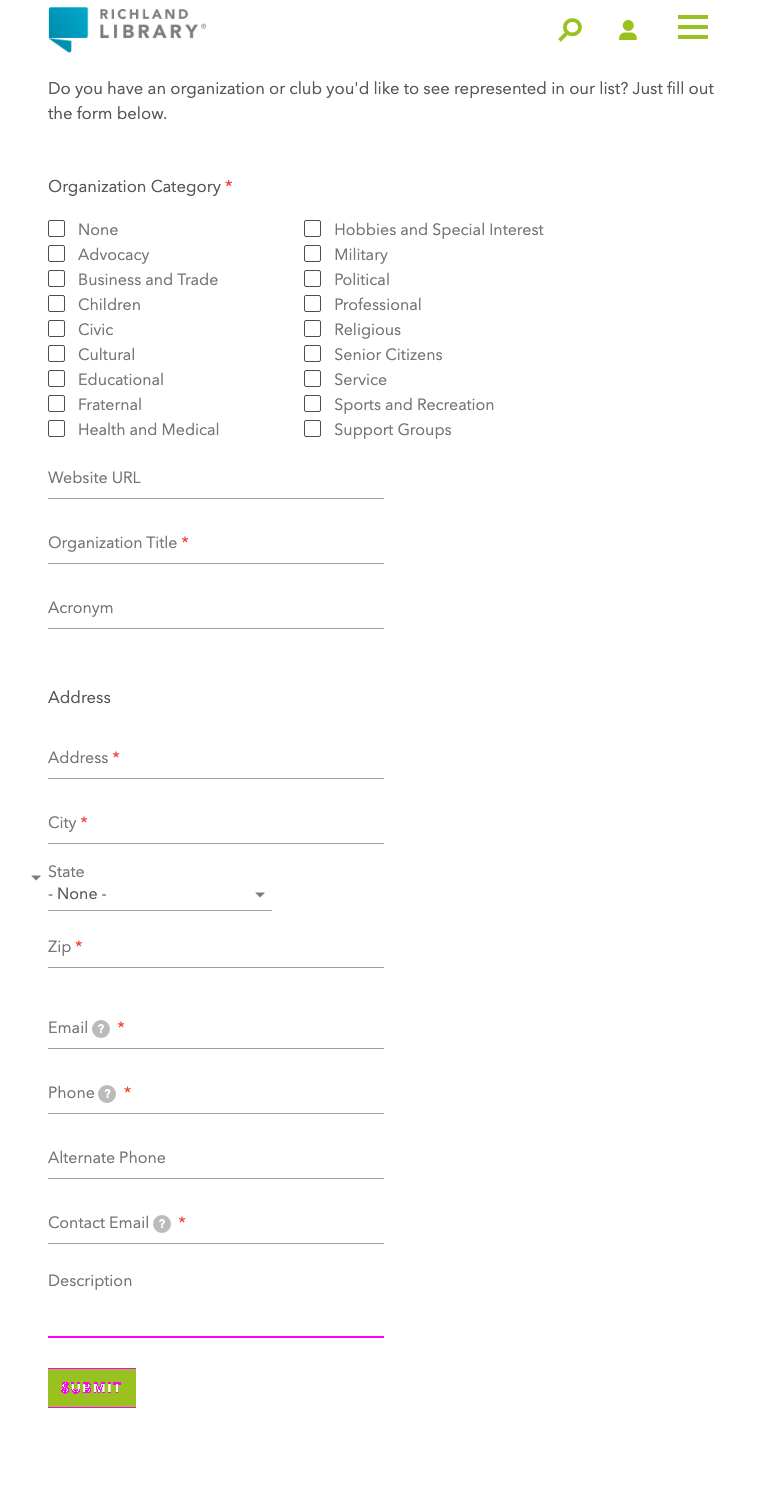 RICHLAND
LIBRARY®
Do you have an organization or club you'd like to see represented in our list? Just fill out
the form below.
Organization Category *
None
Advocacy
Business and Trade
Children
Civic
Cultural
Educational
Fraternal
Health and Medical
Hobbies and Special Interest
Military
Political
Professional
Religious
Senior Citizens
Service
Sports and Recreation
Support Groups
Website URL
Organization Title *
Acronym
Address
Address *
City *
State
- None -
Zip *
Email ? *
Phone ? *
Alternate Phone
Contact Email ? *
Description
SUBMIT